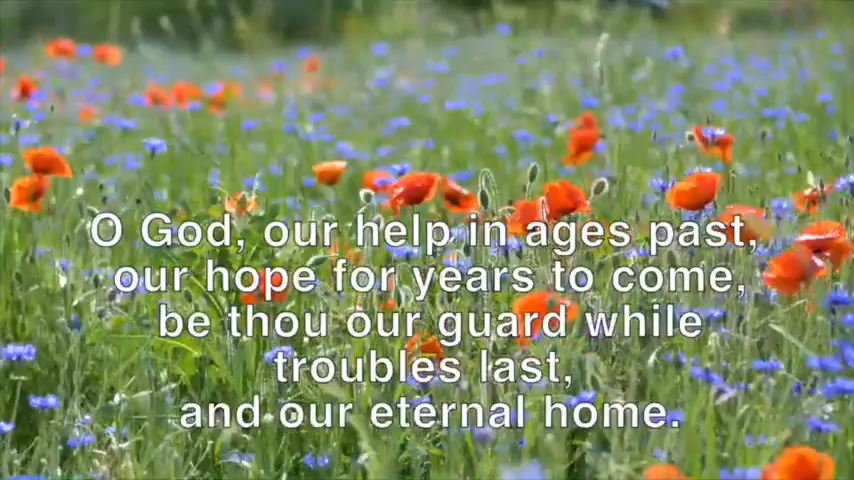 O God, our help in ages past,
our hope for years to come,
be thou our guard while
troubles last,
and our eternal home.